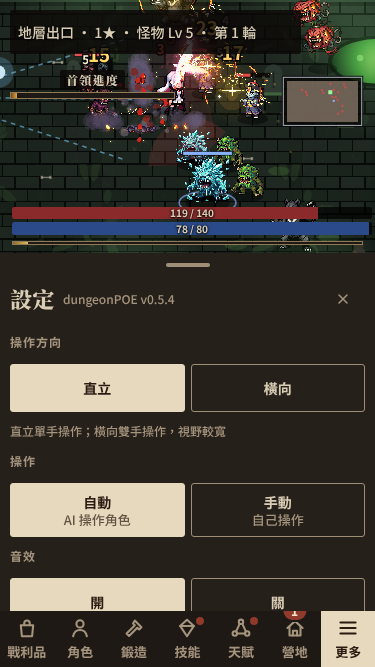 地層出口 · 1★ · 怪物 Lv 5 · 第 1 輪
15
17
首領進度
119 / 140
78 / 80
設定 dungeonPOE v0.5.4
操作方向
直立
橫向
直立單手操作；橫向雙手操作，視野較寬
操作
自動
AI 操作角色
手動
自己操作
音效
開
關
1
戰利品
角色
鍛造
技能
天賦
營地
更多